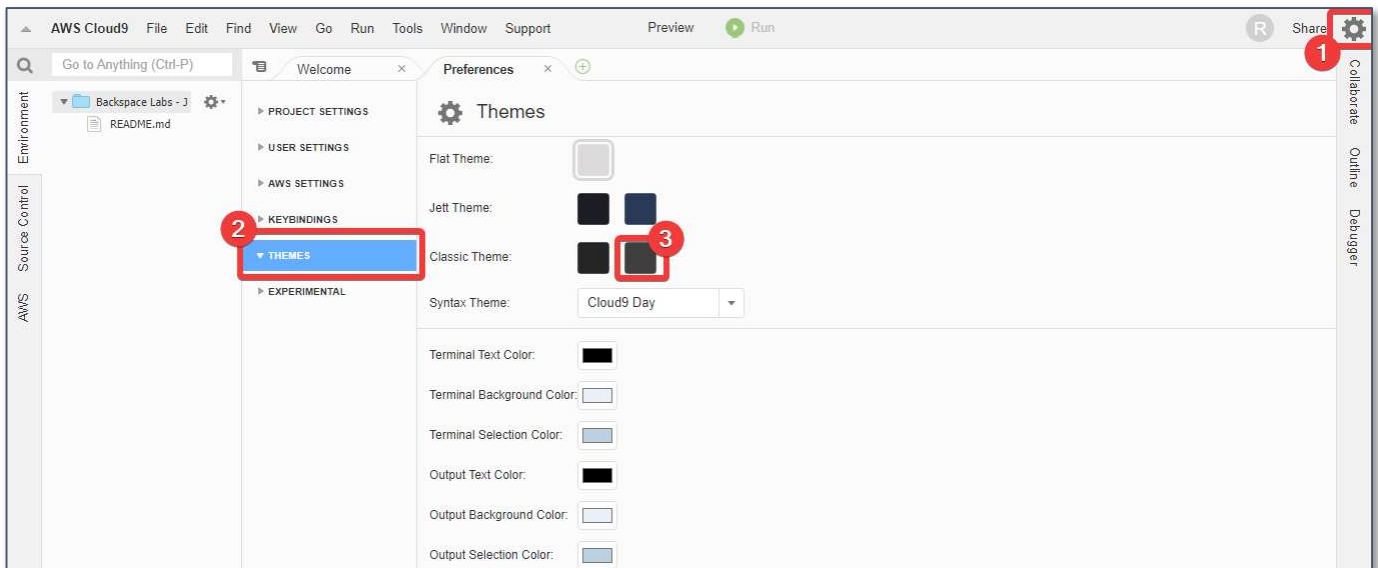 AWS Cloud9 File Edit Find View Go Run Tools Window Support Preview Run R Share
1
Go to Anything (Ctrl-P) Welcome × Preferences ×
Environment
Source Control
AWS
Backspace Labs - J
README.md
PROJECT SETTINGS
USER SETTINGS
AWS SETTINGS
KEYBINDINGS
2
THEMES
EXPERIMENTAL
Themes
Flat Theme:
Jett Theme:
3
Classic Theme:
Syntax Theme: Cloud9 Day
Terminal Text Color:
Terminal Background Color:
Terminal Selection Color:
Output Text Color:
Output Background Color:
Output Selection Color:
Collaborate
Outline
Debugger